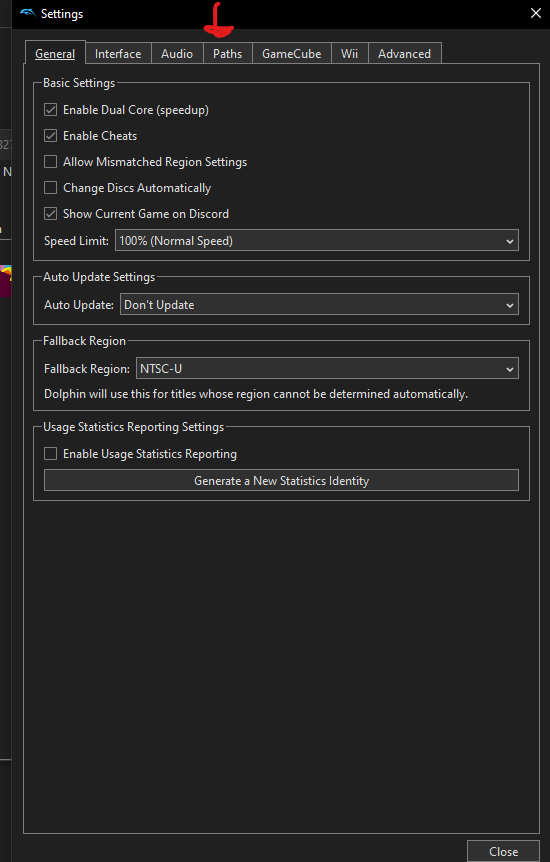 Settings
General Interface Audio Paths GameCube Wii Advanced
Basic Settings
Enable Dual Core (speedup)
Enable Cheats
Allow Mismatched Region Settings
Change Discs Automatically
Show Current Game on Discord
Speed Limit: 100% (Normal Speed)
Auto Update Settings
Auto Update: Don't Update
Fallback Region
Fallback Region: NTSC-U
Dolphin will use this for titles whose region cannot be determined automatically.
Usage Statistics Reporting Settings
Enable Usage Statistics Reporting
Generate a New Statistics Identity
Close